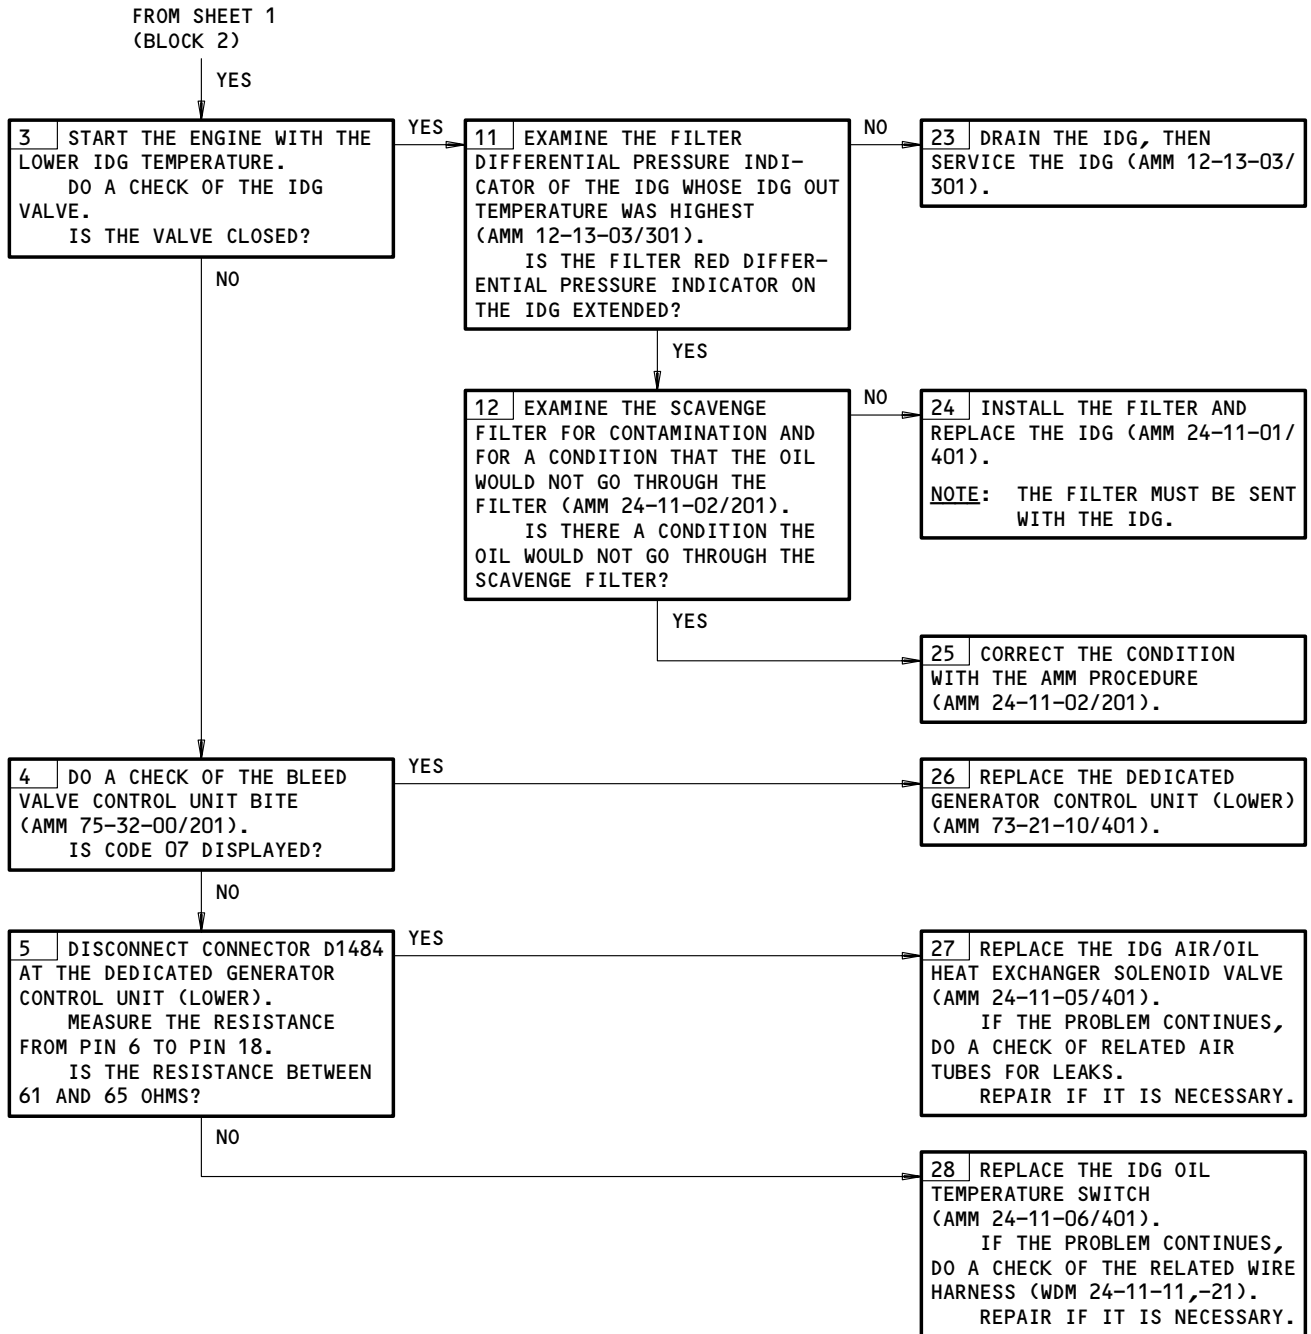 FROM SHEET 1
(BLOCK 2)
YES
3 START THE ENGINE WITH THE
LOWER IDG TEMPERATURE.
DO A CHECK OF THE IDG
VALVE.
IS THE VALVE CLOSED?
YES
NO
11 EXAMINE THE FILTER
DIFFERENTIAL PRESSURE INDI-
CATOR OF THE IDG WHOSE IDG OUT
TEMPERATURE WAS HIGHEST
(AMM 12-13-03/301).
IS THE FILTER RED DIFFER-
ENTIAL PRESSURE INDICATOR ON
THE IDG EXTENDED?
NO
YES
23 DRAIN THE IDG, THEN
SERVICE THE IDG (AMM 12-13-03/
301).
12 EXAMINE THE SCAVENGE
FILTER FOR CONTAMINATION AND
FOR A CONDITION THAT THE OIL
WOULD NOT GO THROUGH THE
FILTER (AMM 24-11-02/201).
IS THERE A CONDITION THE
OIL WOULD NOT GO THROUGH THE
SCAVENGE FILTER?
NO
YES
24 INSTALL THE FILTER AND
REPLACE THE IDG (AMM 24-11-01/
401).
NOTE: THE FILTER MUST BE SENT
WITH THE IDG.
25 CORRECT THE CONDITION
WITH THE AMM PROCEDURE
(AMM 24-11-02/201).
4 DO A CHECK OF THE BLEED
VALVE CONTROL UNIT BITE
(AMM 75-32-00/201).
IS CODE 07 DISPLAYED?
YES
NO
26 REPLACE THE DEDICATED
GENERATOR CONTROL UNIT (LOWER)
(AMM 73-21-10/401).
5 DISCONNECT CONNECTOR D1484
AT THE DEDICATED GENERATOR
CONTROL UNIT (LOWER).
MEASURE THE RESISTANCE
FROM PIN 6 TO PIN 18.
IS THE RESISTANCE BETWEEN
61 AND 65 OHMS?
YES
NO
27 REPLACE THE IDG AIR/OIL
HEAT EXCHANGER SOLENOID VALVE
(AMM 24-11-05/401).
IF THE PROBLEM CONTINUES,
DO A CHECK OF RELATED AIR
TUBES FOR LEAKS.
REPAIR IF IT IS NECESSARY.
28 REPLACE THE IDG OIL
TEMPERATURE SWITCH
(AMM 24-11-06/401).
IF THE PROBLEM CONTINUES,
DO A CHECK OF THE RELATED WIRE
HARNESS (WDM 24-11-11,-21).
REPAIR IF IT IS NECESSARY.